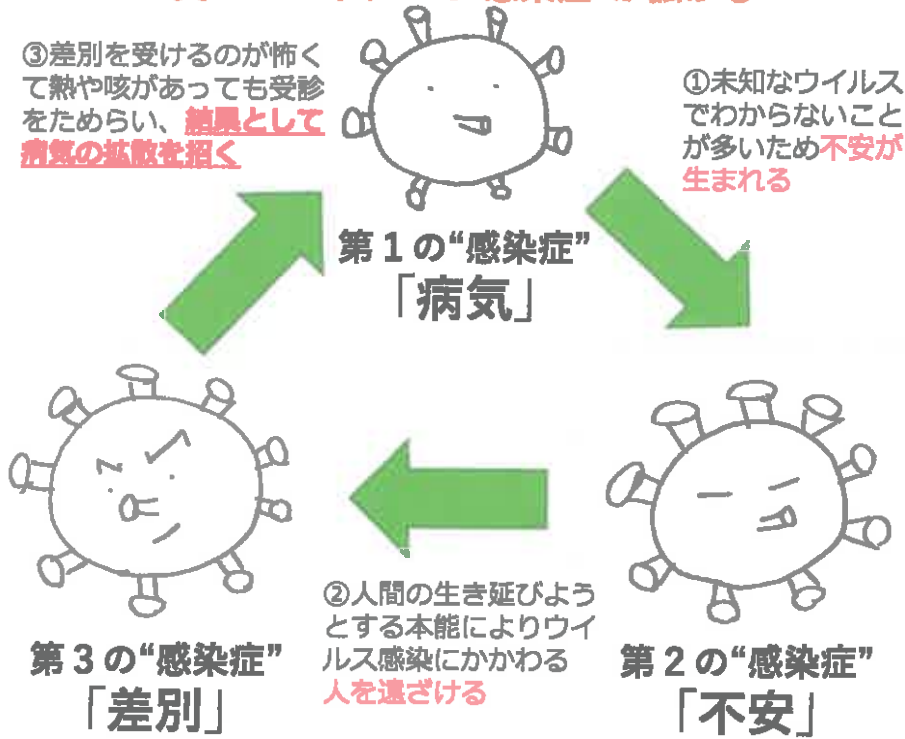 ③差別を受けるのが怖く
て熱や咳があっても受診
をためらい、結果として
病気の拡散を招く
①未知なウイルス
でわからないこと
が多いため不安が
生まれる
第1の“感染症”
「病気」
②人間の生き延びよう
とする本能によりウイ
ルス感染にかかわる
人を遠ざける
第3の“感染症”
「差別」
第2の“感染症”
「不安」